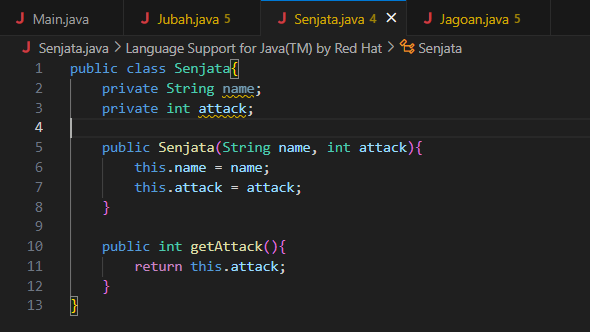 J Main.java J Jubah.java 5 J Senjata.java 4 J Jagoan.java 5
J Senjata.java > Language Support for Java(TM) by Red Hat > Senjata
1 public class Senjata{
2 private String name;
3 private int attack;
4
5 public Senjata(String name, int attack){
6 this.name = name;
7 this.attack = attack;
8 }
9
10 public int getAttack(){
11 return this.attack;
12 }
13 }